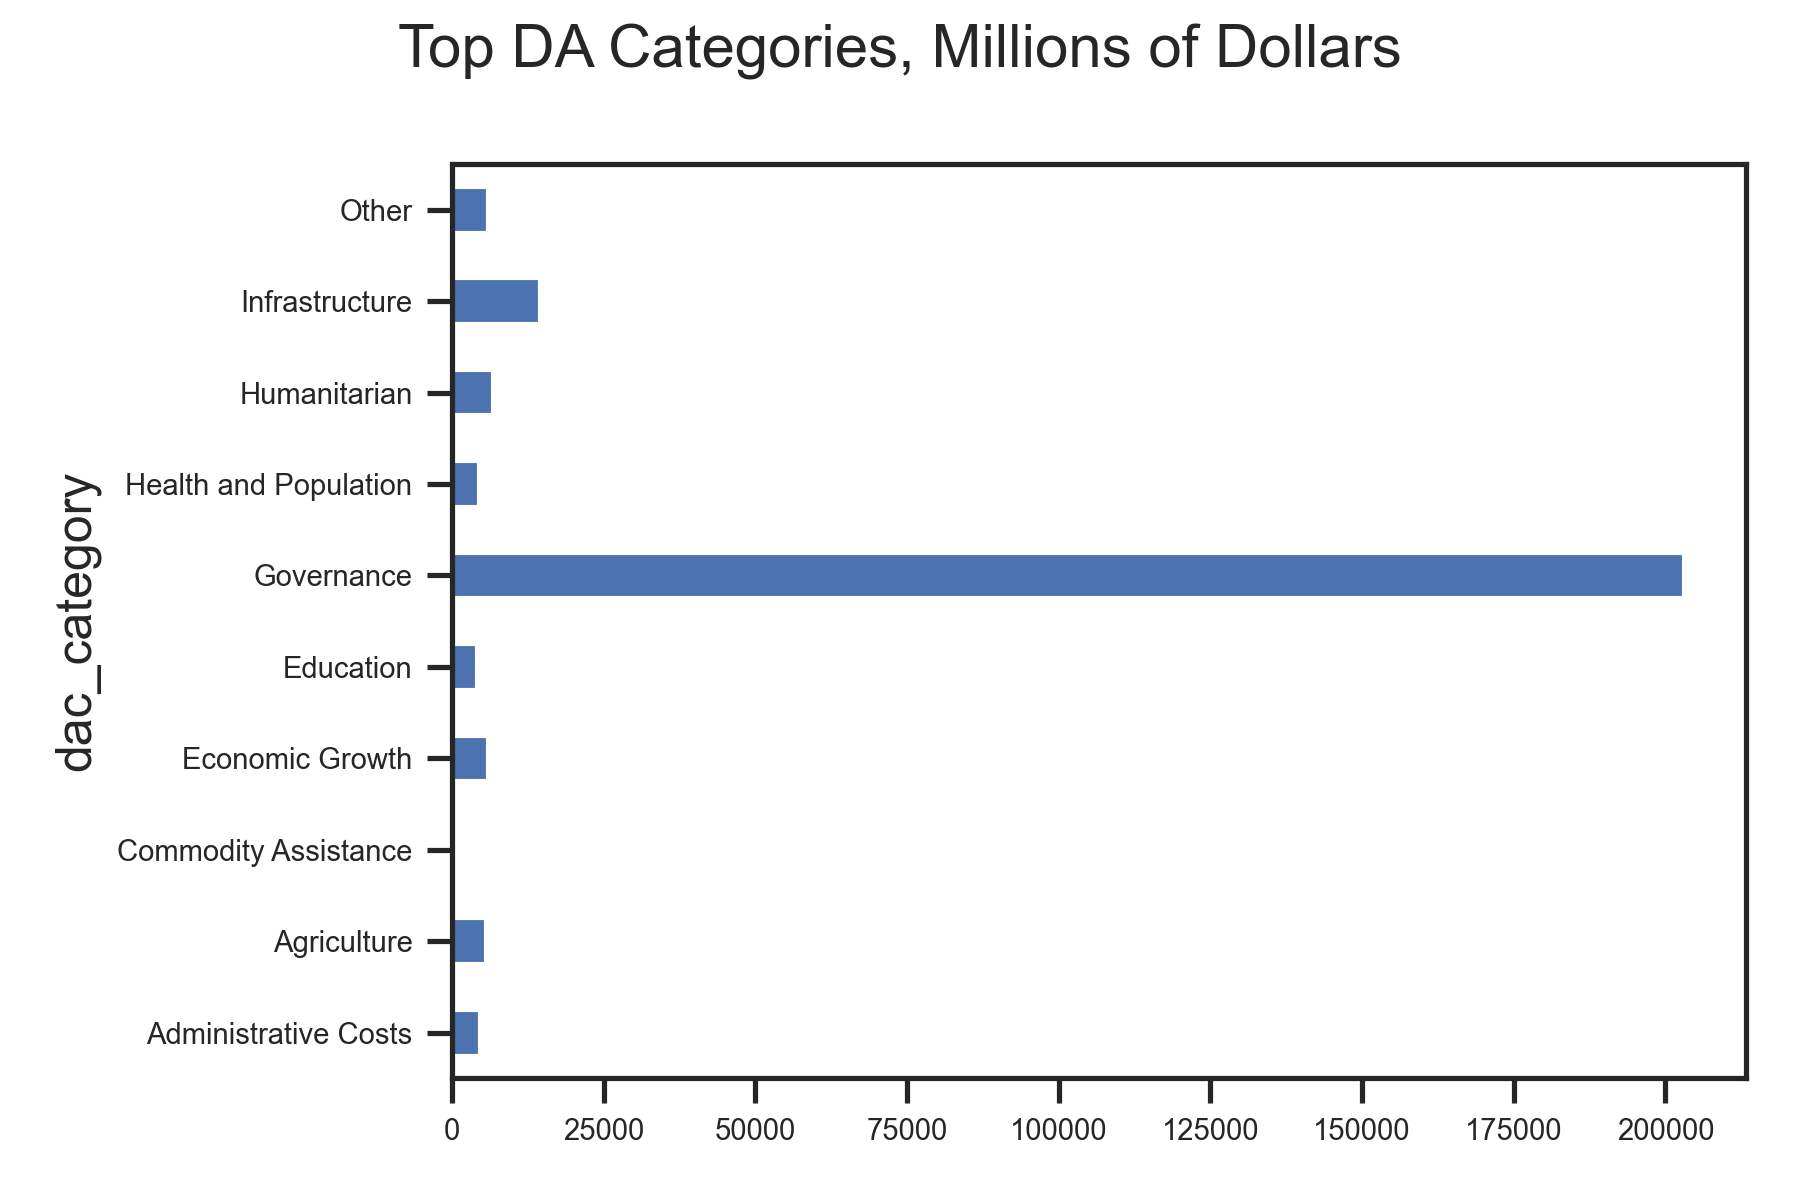 Top DA Categories, Millions of Dollars
dac_category
Other
Infrastructure
Humanitarian
Health and Population
Governance
Education
Economic Growth
Commodity Assistance
Agriculture
Administrative Costs
0 25000 50000 75000 100000 125000 150000 175000 200000